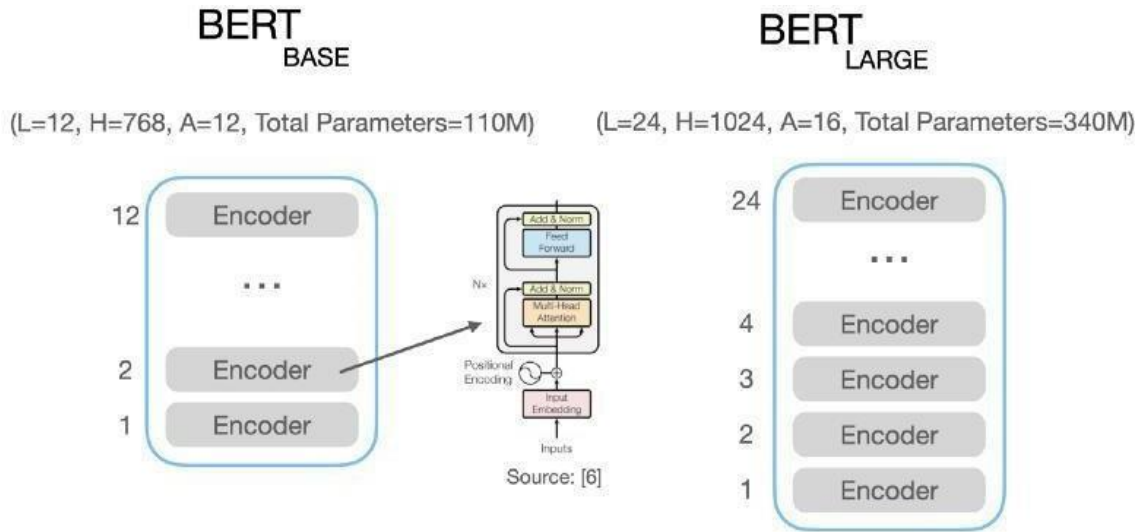 BERT
BASE
(L=12, H=768, A=12, Total Parameters=110M)
12 Encoder
...
2 Encoder
1 Encoder
Add & Norm
Feed
Forward
Nx
Add & Norm
Multi-Head
Attention
Positional
Encoding
Input
Embedding
Inputs
Source: [6]
BERT
LARGE
(L=24, H=1024, A=16, Total Parameters=340M)
24 Encoder
...
4 Encoder
3 Encoder
2 Encoder
1 Encoder